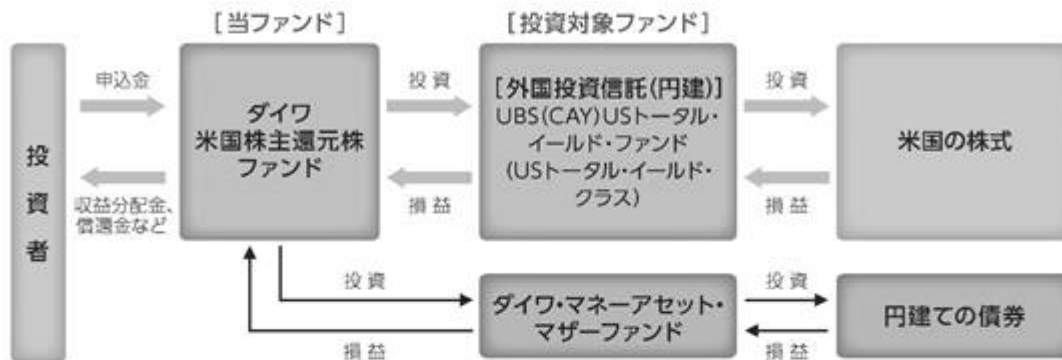 [当ファンド]
[投資対象ファンド]
投資者
申込金
収益分配金、
償還金など
ダイワ
米国株主還元株
ファンド
投資
損益
[外国投資信託(円建)]
UBS(CAY)USトータル・
イールド・ファンド
(USトータル・イールド・
クラス)
投資
損益
米国の株式
投資
損益
ダイワ・マネーアセット・
マザーファンド
投資
損益
円建ての債券